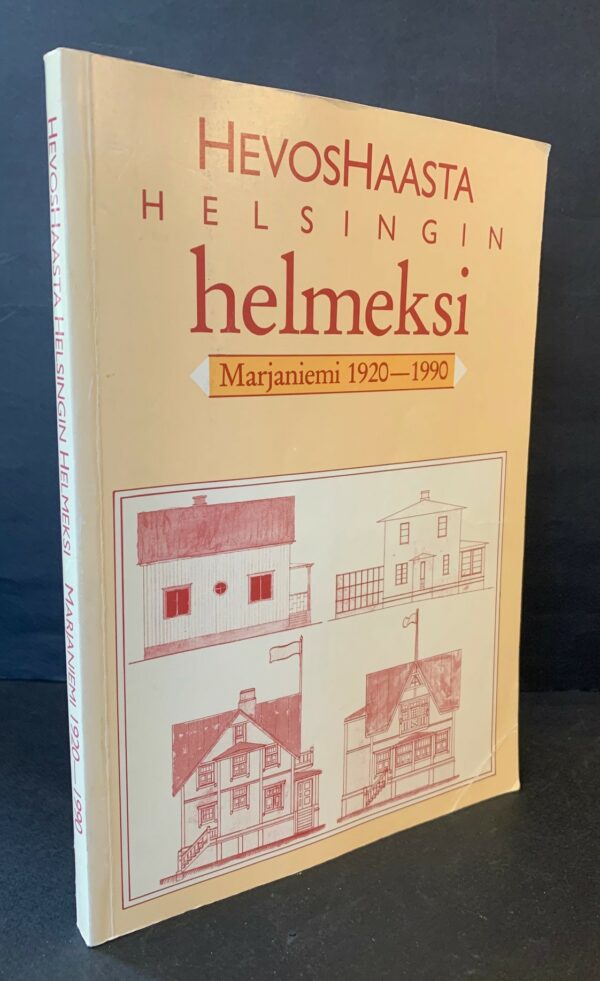 HEVOSHAASTA
HELSINGIN
helmeksi
Marjaniemi 1920—1990
HEVOSHAASTA HELSINGIN HELMEKSI MARJANIEMI 1920—1990